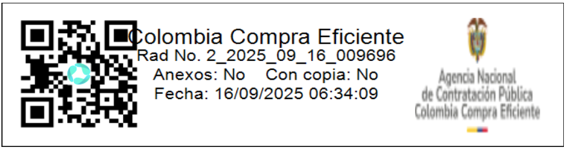 Colombia Compra Eficiente
Rad No. 2_2025_09_16_009696
Anexos: No Con copia: No
Fecha: 16/09/2025 06:34:09
Agencia Nacional
de Contratación Pública
Colombia Compra Eficiente